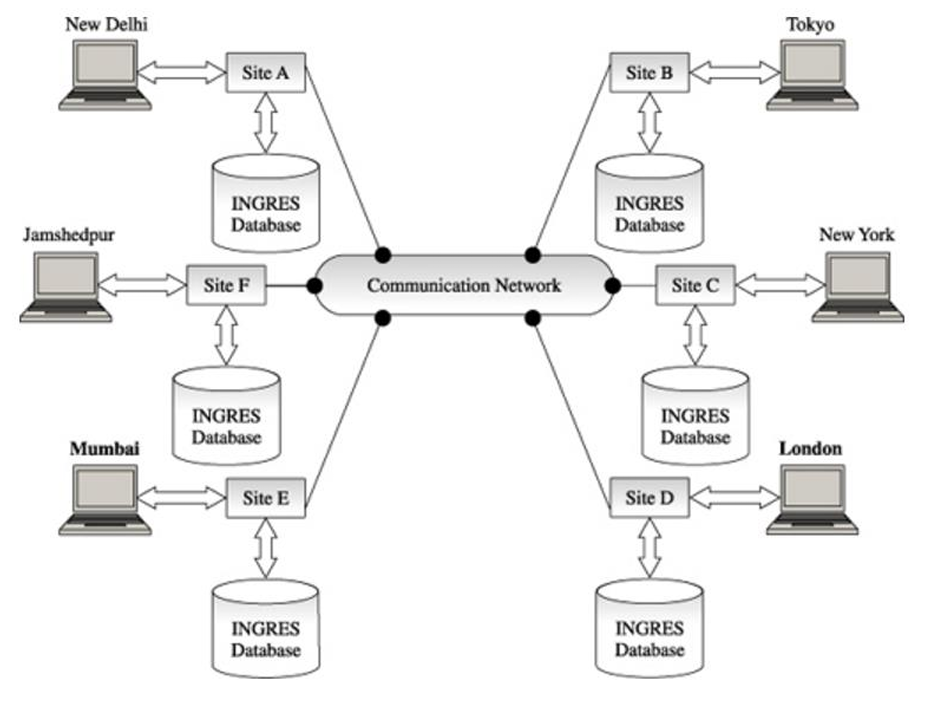 New Delhi
Tokyo
Site A
Site B
INGRES
Database
INGRES
Database
Jamshedpur
New York
Site F
Communication Network
Site C
INGRES
Database
INGRES
Database
Mumbai
London
Site E
Site D
INGRES
Database
INGRES
Database